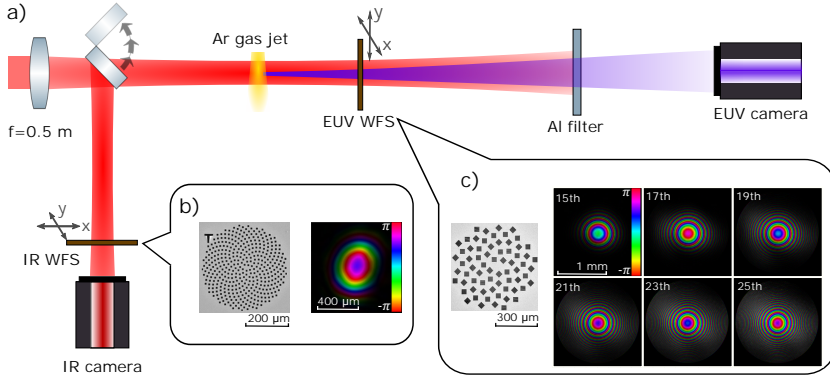 a)
Ar gas jet
y
x
EUV WFS
Al filter
EUV camera
f=0.5 m
y
x
IR WFS
IR camera
b)
T
200 µm
π
-π
400 µm
c)
300 µm
15th
π
-π
1 mm
17th
19th
21th
23th
25th